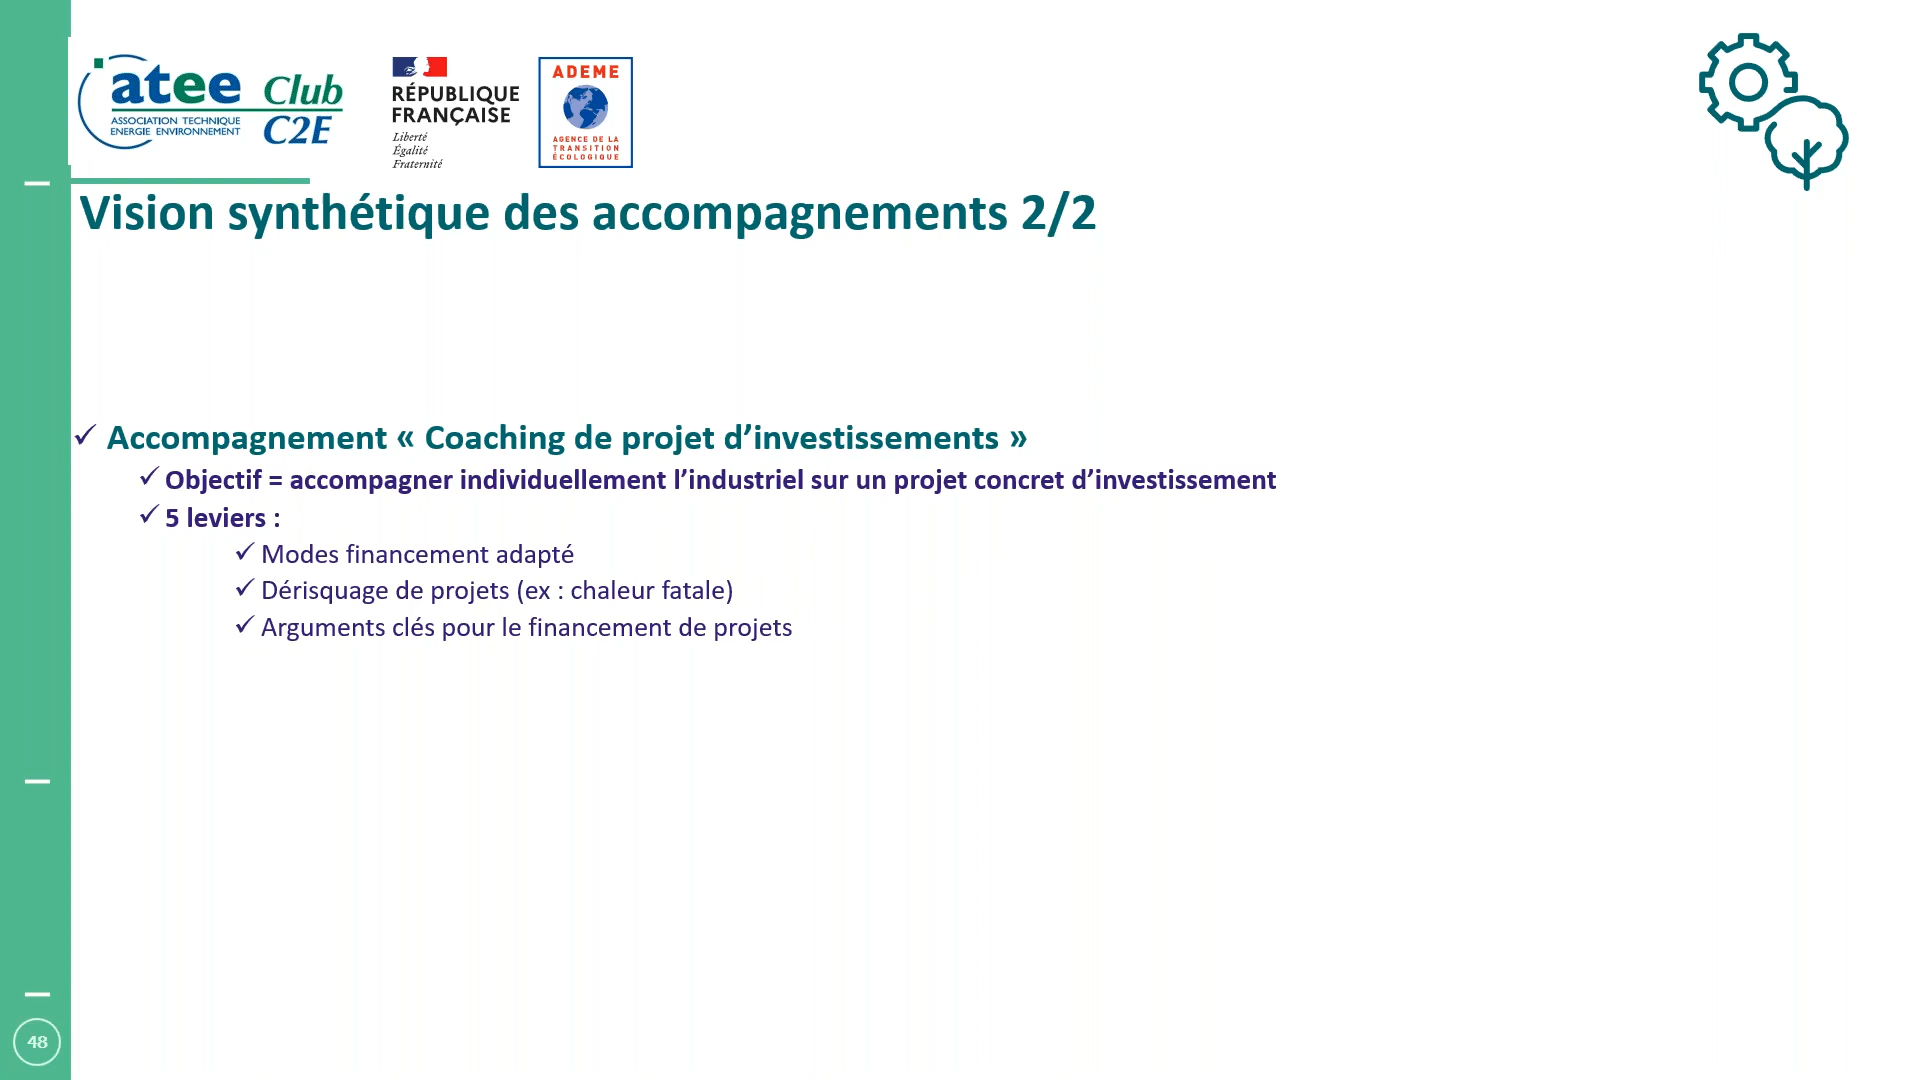 atee Club
ASSOCIATION TECHNIQUE
ENERGIE ENVIRONNEMENT
C2E
RÉPUBLIQUE
FRANÇAISE
Liberté
Égalité
Fraternité
ADEME
AGENCE DE LA
TRANSITION
ÉCOLOGIQUE
Vision synthétique des accompagnements 2/2
✓ Accompagnement « Coaching de projet d’investissements »
✓ Objectif = accompagner individuellement l’industriel sur un projet concret d’investissement
✓ 5 leviers :
✓ Modes financement adapté
✓ Dérisquage de projets (ex : chaleur fatale)
✓ Arguments clés pour le financement de projets
48